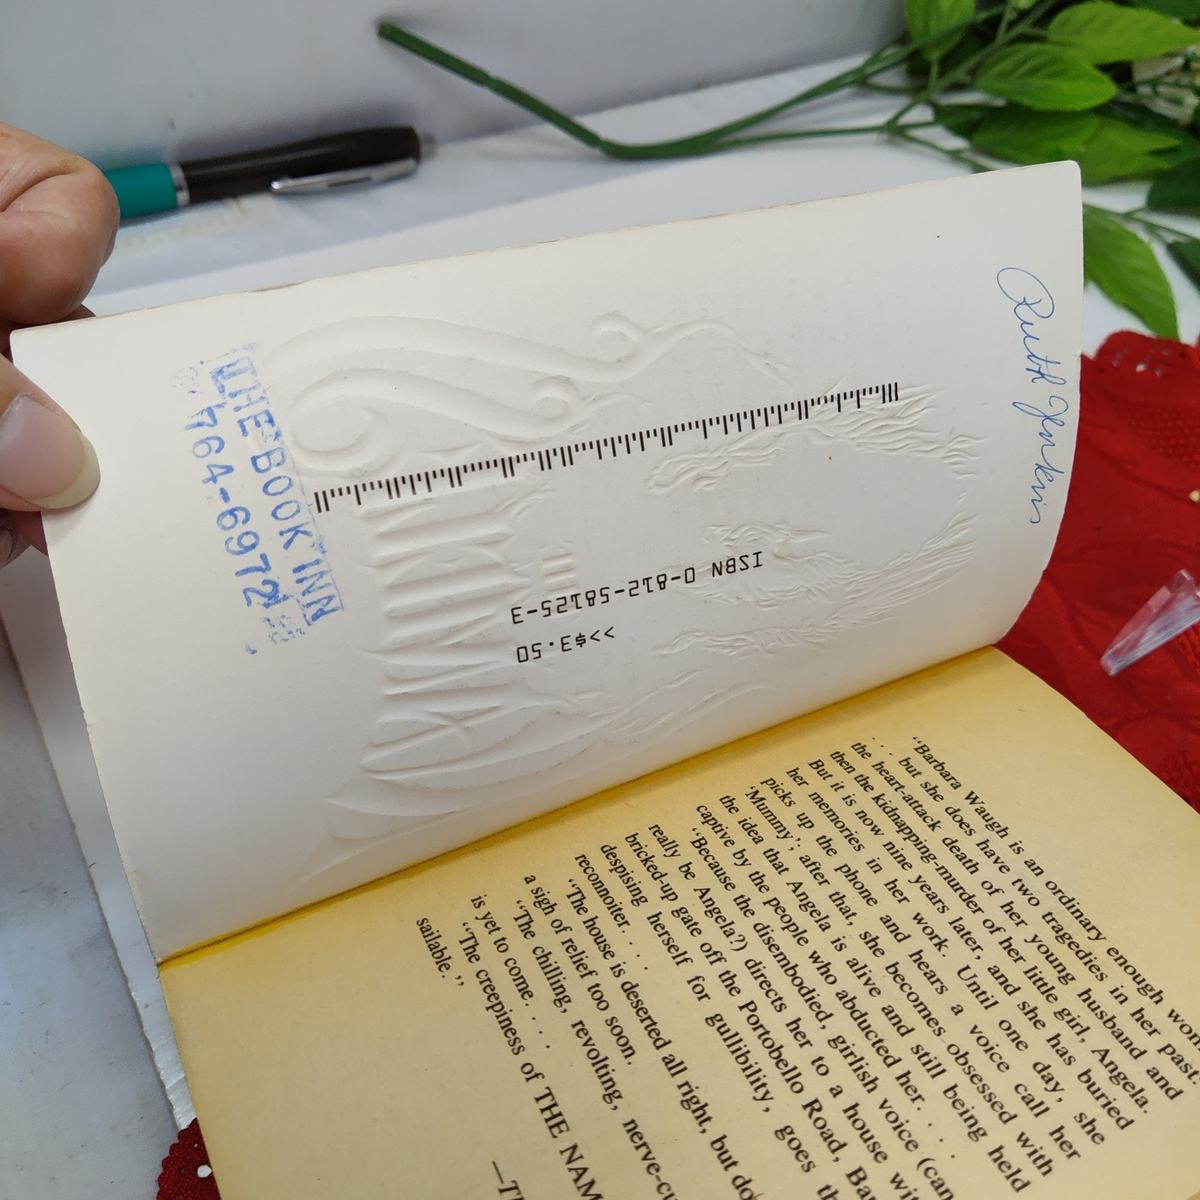 Ruth Jenkins
THE BOOK INN
764-6972
ISBN 0-812-58125-3
>>$3.50
"Barbara Waugh is an ordinary enough
. . . but she does have two tragedies in her past:
the heart-attack death of her young husband and
then the kidnapping-murder of her little girl, Angela.
But it is now nine years later, and she has buried
her memories in her work. Until one day, she
picks up the phone and hears a voice call her
'Mummy'; after that, she becomes obsessed with
the idea that Angela is alive and still being held
captive by the people who abducted her. . . .
"Because the disembodied, girlish voice (can
really be Angela?) directs her to a house
bricked-up gate off the Portobello Road,
despising herself for gullibility, goes
reconnoiter. . . .
"The house is deserted all right, but
a sigh of relief too soon.
"The chilling, revolting,
is yet to come. . . .
"The creepiness of THE
sailable.,,